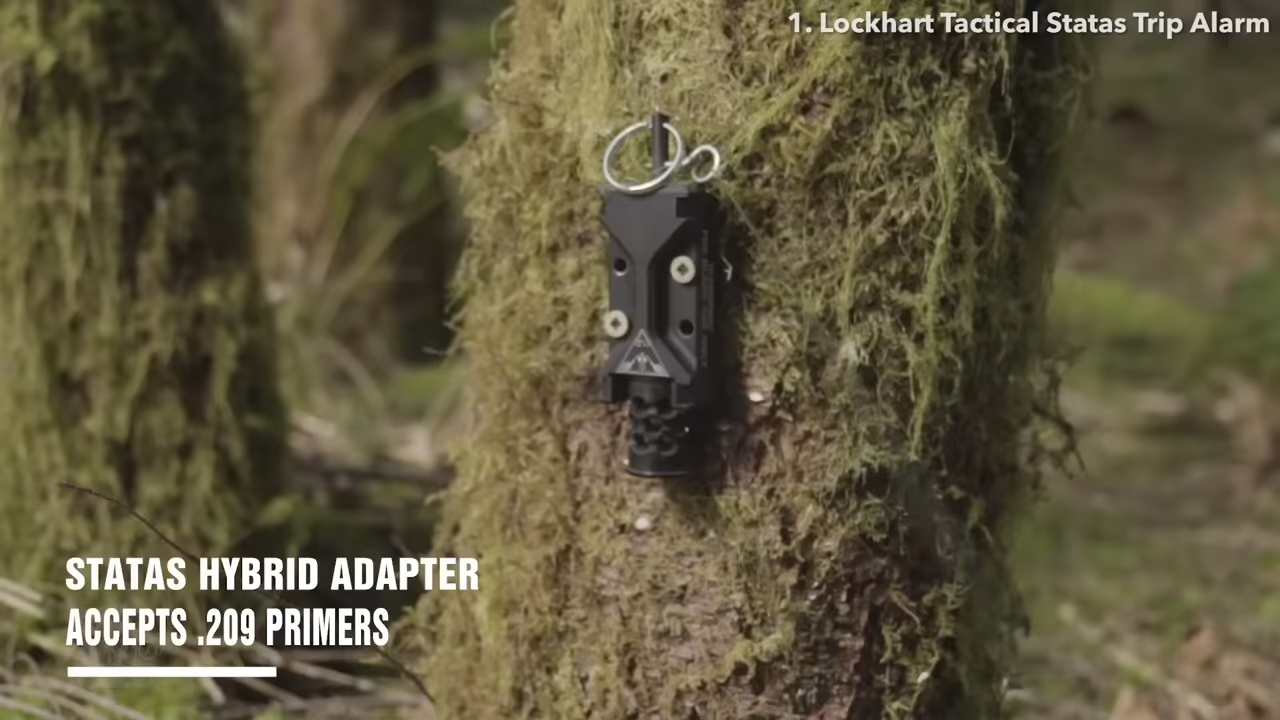 1. Lockhart Tactical Statas Trip Alarm
STATAS HYBRID ADAPTER
ACCEPTS .209 PRIMERS